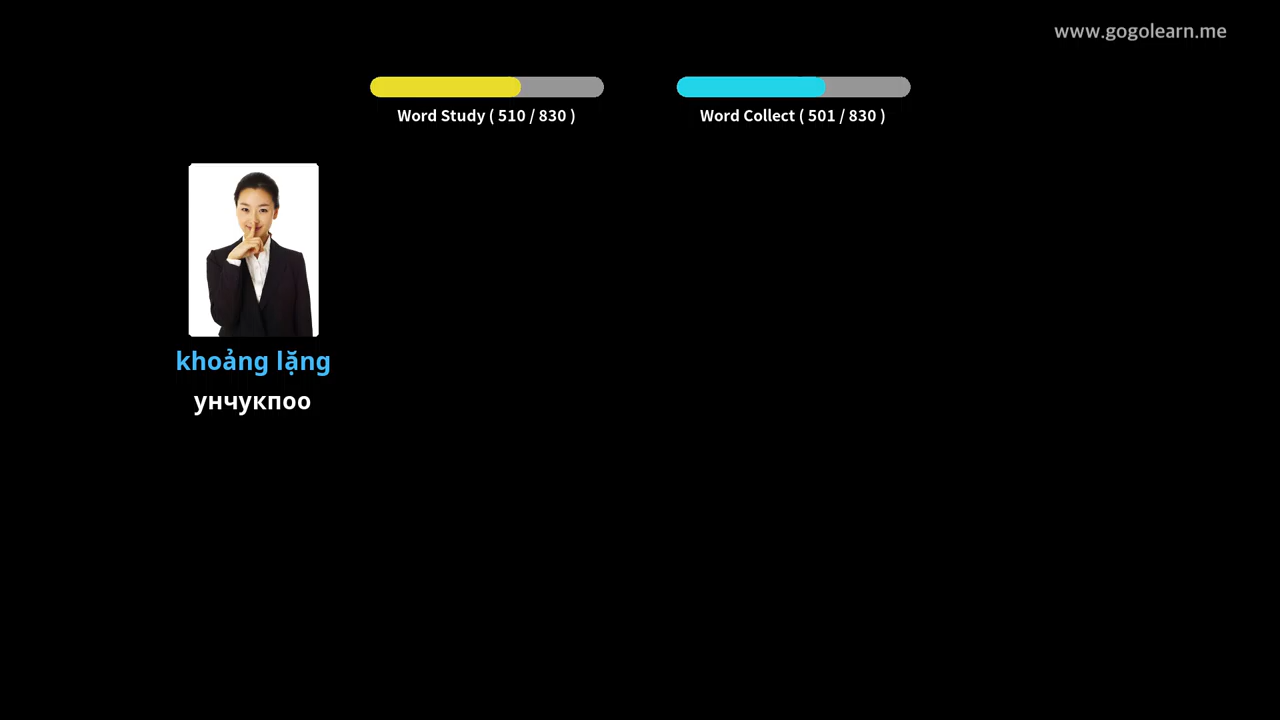 www.gogolearn.me
Word Study ( 510 / 830 )
Word Collect ( 501 / 830 )
khoảng lặng
унчукпоо